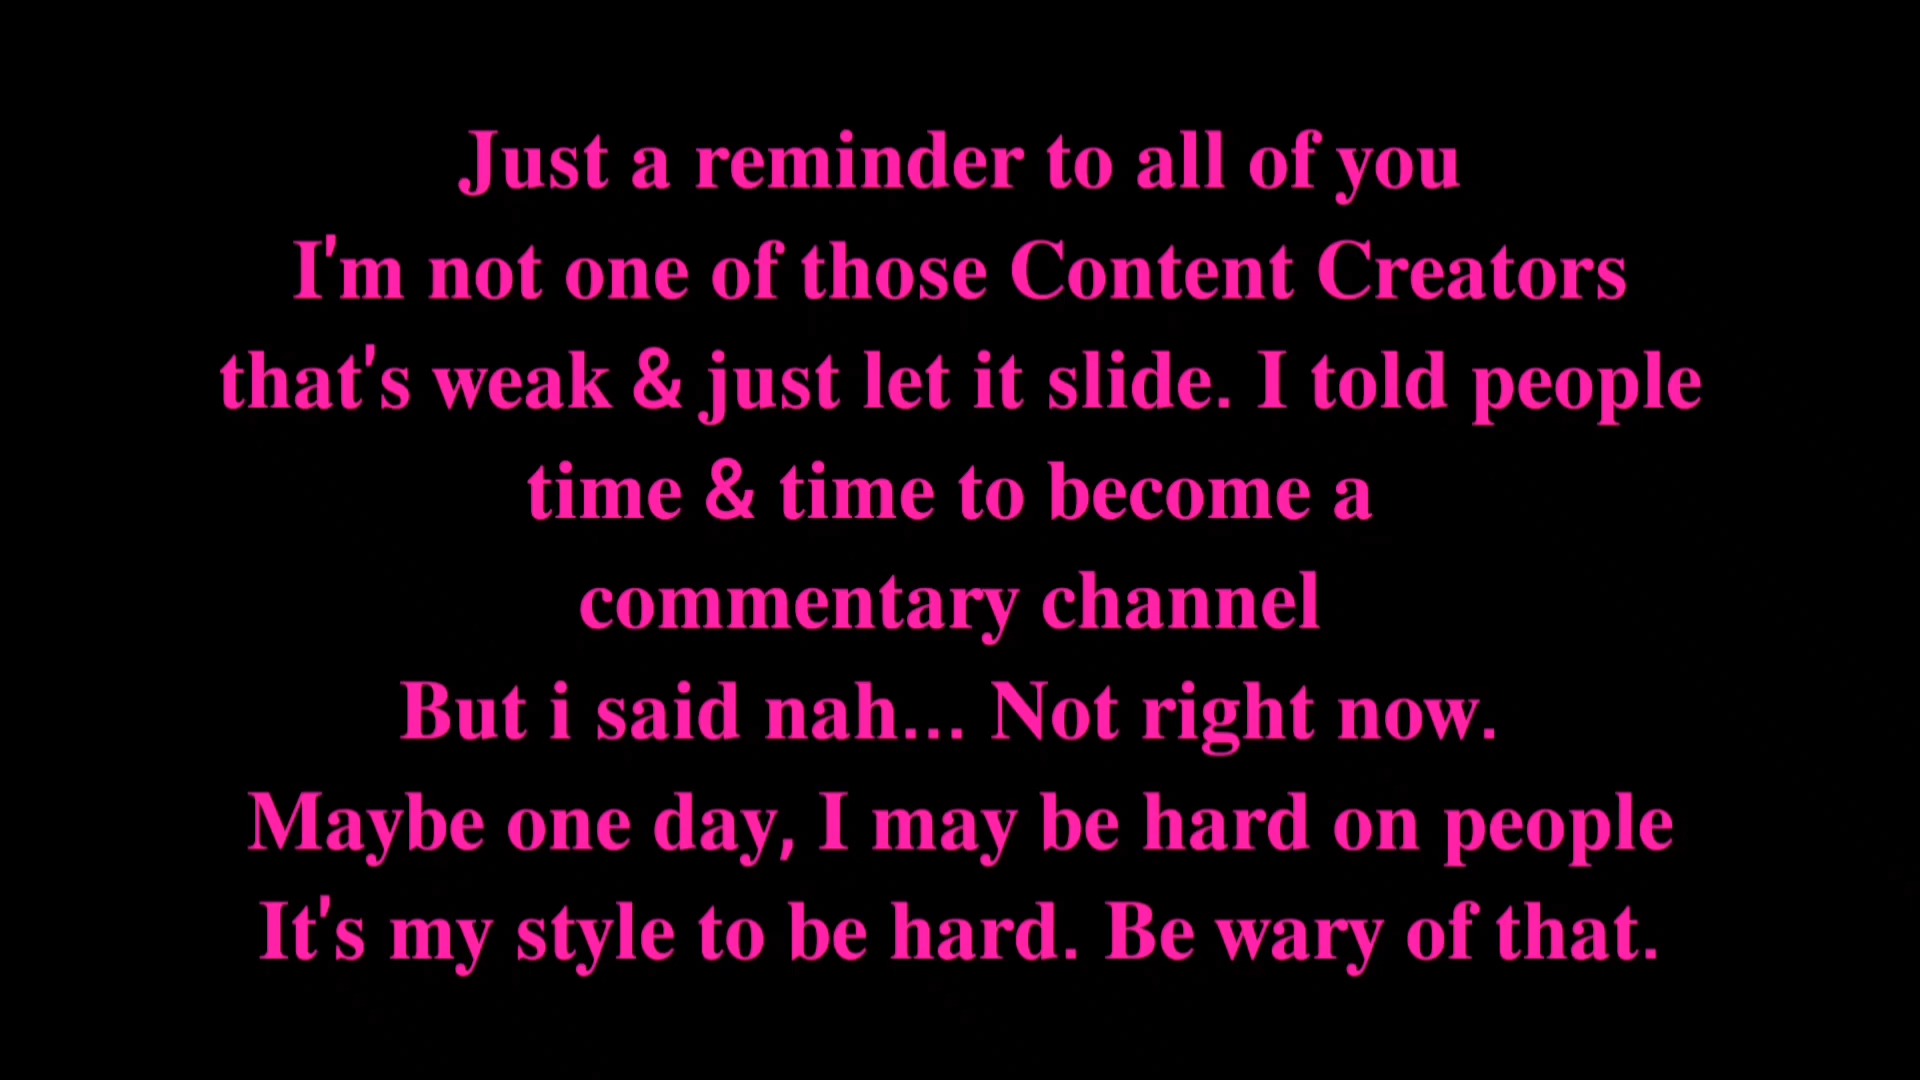 Just a reminder to all of you
I'm not one of those Content Creators
that's weak & just let it slide. I told people
time & time to become a
commentary channel
But i said nah... Not right now.
Maybe one day, I may be hard on people
It's my style to be hard. Be wary of that.